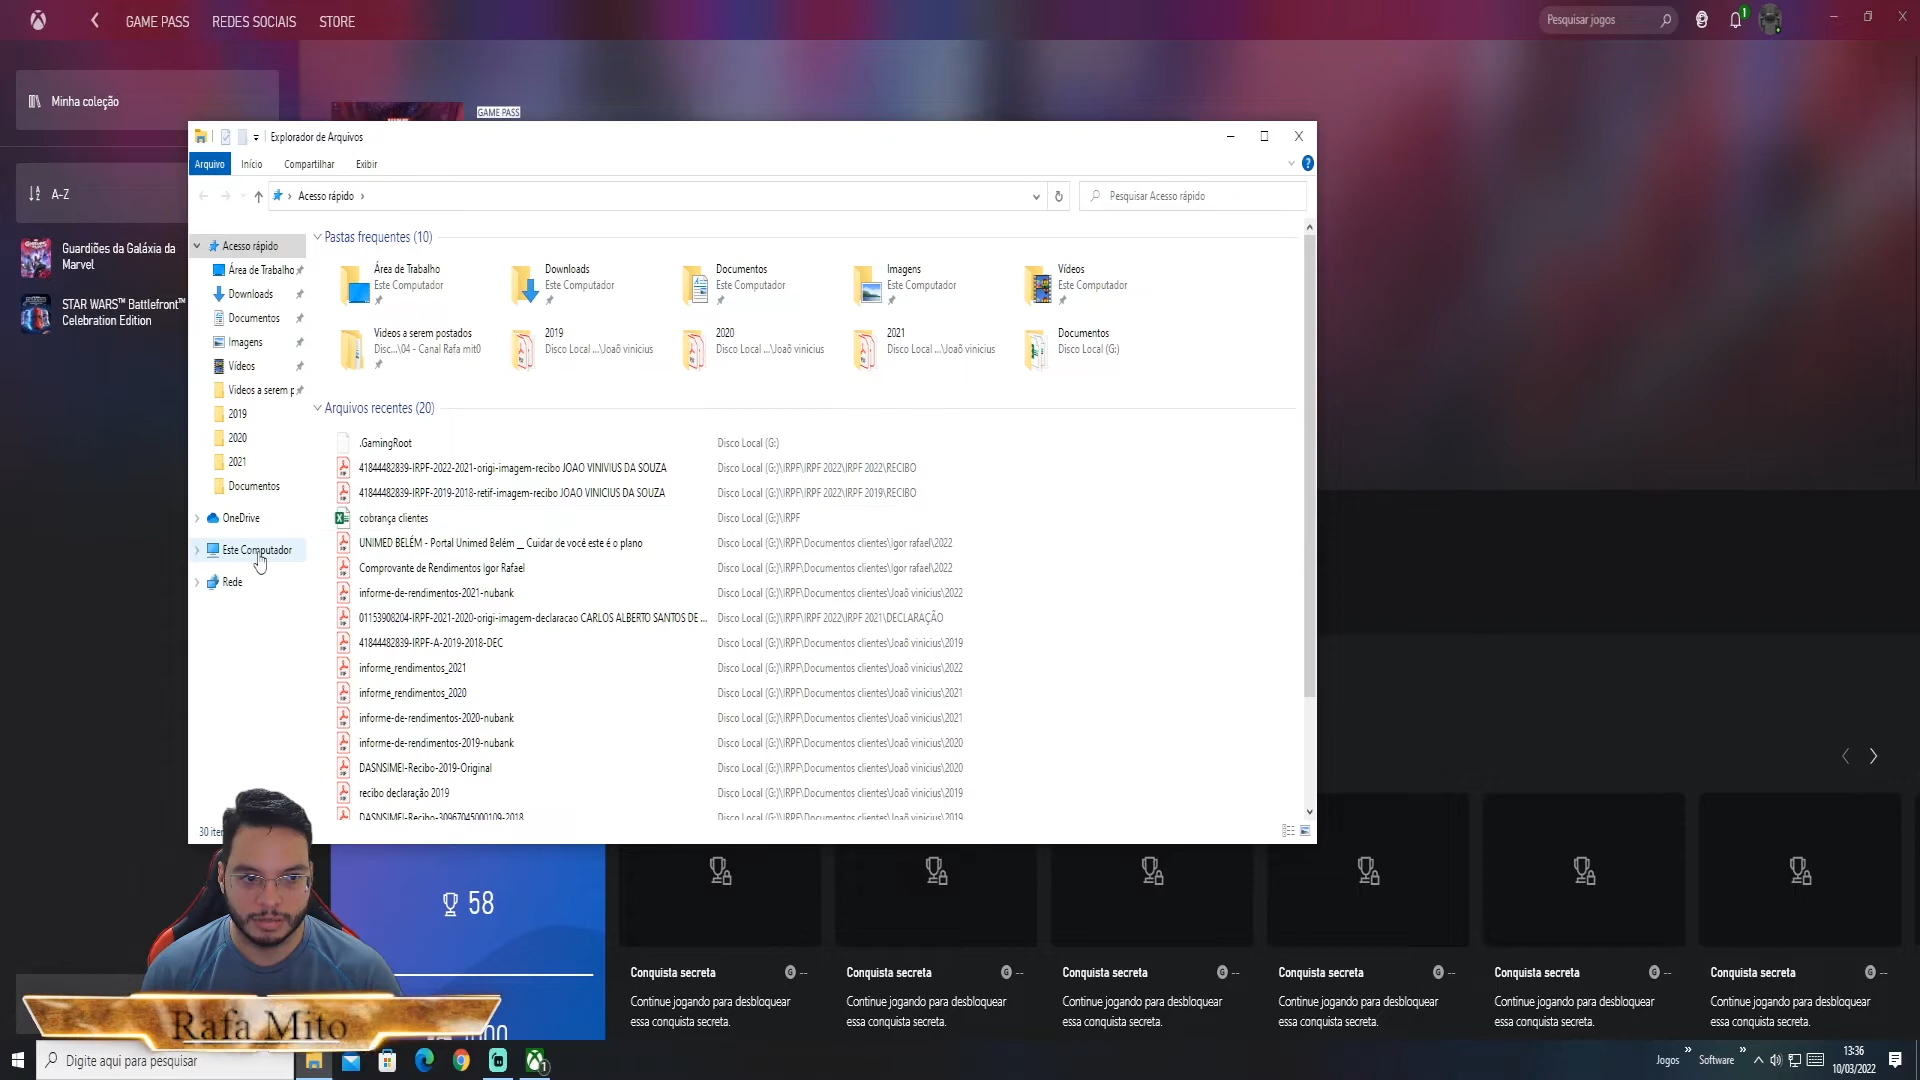 GAME PASS
REDES SOCIAIS
STORE
Pesquisar jogos
1
Minha coleção
GAME PASS
A-Z
Guardiões da Galáxia da
Marvel
STAR WARS™ Battlefront™
Celebration Edition
Explorador de Arquivos
Arquivo
Início
Compartilhar
Exibir
?
Acesso rápido
Pesquisar Acesso rápido
Acesso rápido
Área de Trabalho
Downloads
Documentos
Imagens
Vídeos
Videos a serem p
2019
2020
2021
Documentos
OneDrive
Este Computador
Rede
Pastas frequentes (10)
Área de Trabalho
Este Computador
Downloads
Este Computador
Documentos
Este Computador
Imagens
Este Computador
Vídeos
Este Computador
Videos a serem postados
Disc...\04 - Canal Rafa mit0
2019
Disco Local ...\Joaõ vinicius
2020
Disco Local ...\Joaõ vinicius
2021
Disco Local ...\Joaõ vinicius
Documentos
Disco Local (G:)
Arquivos recentes (20)
.GamingRoot Disco Local (G:)
41844482839-IRPF-2022-2021-origi-imagem-recibo JOAO VINIVIUS DA SOUZA Disco Local (G:)\IRPF\IRPF 2022\IRPF 2022\RECIBO
41844482839-IRPF-2019-2018-retif-imagem-recibo JOAO VINICIUS DA SOUZA Disco Local (G:)\IRPF\IRPF 2022\IRPF 2019\RECIBO
cobrança clientes Disco Local (G:)\IRPF
UNIMED BELÉM - Portal Unimed Belém _ Cuidar de você este é o plano Disco Local (G:)\IRPF\Documentos clientes\Igor rafael\2022
Comprovante de Rendimentos Igor Rafael Disco Local (G:)\IRPF\Documentos clientes\Igor rafael\2022
informe-de-rendimentos-2021-nubank Disco Local (G:)\IRPF\Documentos clientes\Joaõ vinicius\2022
01153908204-IRPF-2021-2020-origi-imagem-declaracao CARLOS ALBERTO SANTOS DE ... Disco Local (G:)\IRPF\IRPF 2022\IRPF 2021\DECLARAÇÃO
41844482839-IRPF-A-2019-2018-DEC Disco Local (G:)\IRPF\Documentos clientes\Joaõ vinicius\2019
informe_rendimentos_2021 Disco Local (G:)\IRPF\Documentos clientes\Joaõ vinicius\2022
informe_rendimentos_2020 Disco Local (G:)\IRPF\Documentos clientes\Joaõ vinicius\2021
informe-de-rendimentos-2020-nubank Disco Local (G:)\IRPF\Documentos clientes\Joaõ vinicius\2021
informe-de-rendimentos-2019-nubank Disco Local (G:)\IRPF\Documentos clientes\Joaõ vinicius\2020
DASNSIMEI-Recibo-2019-Original Disco Local (G:)\IRPF\Documentos clientes\Joaõ vinicius\2020
recibo declaração 2019 Disco Local (G:)\IRPF\Documentos clientes\Joaõ vinicius\2019
DASNSIMEI-Recibo-30967045000109-2018 Disco Local (G:)\IRPF\Documentos clientes\Joaõ vinicius\2019
30
58
Conquista secreta G --
Continue jogando para desbloquear
essa conquista secreta.
Conquista secreta G --
Continue jogando para desbloquear
essa conquista secreta.
Conquista secreta G --
Continue jogando para desbloquear
essa conquista secreta.
Conquista secreta G --
Continue jogando para desbloquear
essa conquista secreta.
Conquista secreta G --
Continue jogando para desbloquear
essa conquista secreta.
Conquista secreta G --
Continue jogando para desbloquear
essa conquista secreta.
Rafa Mito
Digite aqui para pesquisar
1
Jogos
Software
13:36
10/03/2022